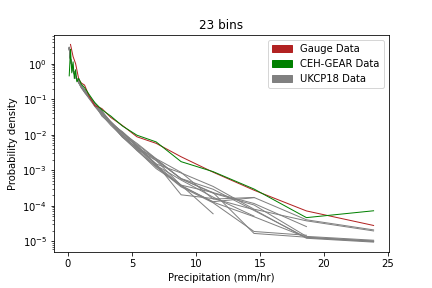 23 bins
Gauge Data
CEH-GEAR Data
UKCP18 Data
Probability density
10⁰
10⁻¹
10⁻²
10⁻³
10⁻⁴
10⁻⁵
0 5 10 15 20 25
Precipitation (mm/hr)